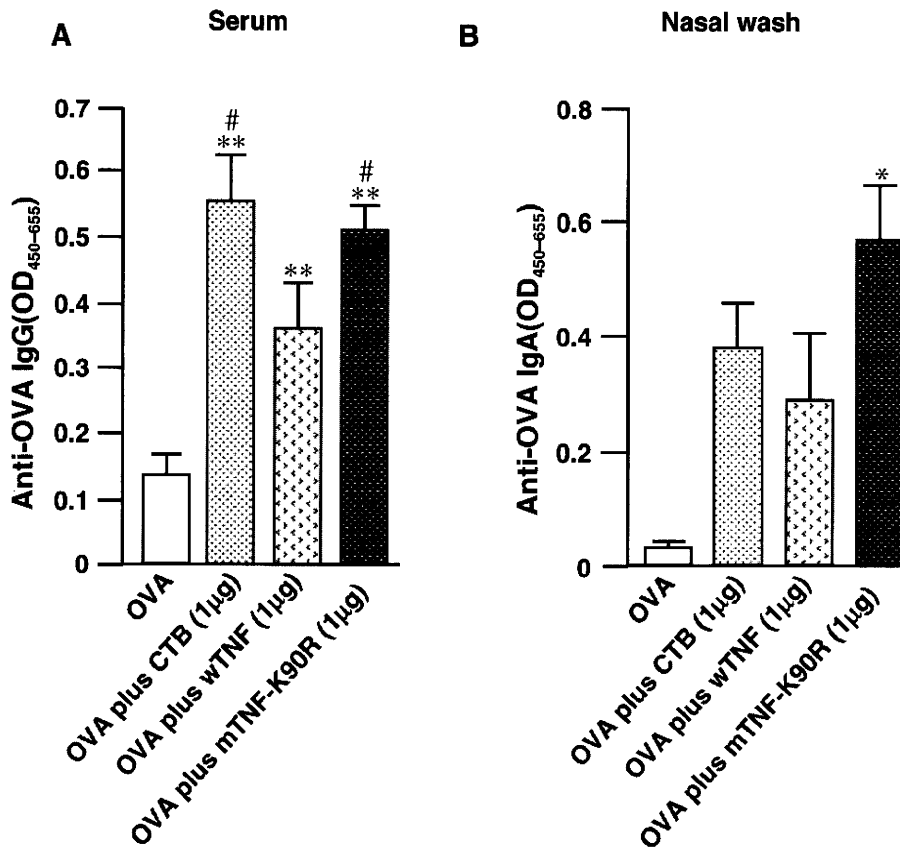 A
Serum
Anti-OVA IgG(OD450–655)
0.7
0.6
0.5
0.4
0.3
0.2
0.1
0
#
**
**
#
**
OVA
OVA plus CTB (1μg)
OVA plus wTNF (1μg)
OVA plus mTNF-K90R (1μg)
B
Nasal wash
Anti-OVA IgA(OD450–655)
0.8
0.6
0.4
0.2
0
*
OVA
OVA plus CTB (1μg)
OVA plus wTNF (1μg)
OVA plus mTNF-K90R (1μg)